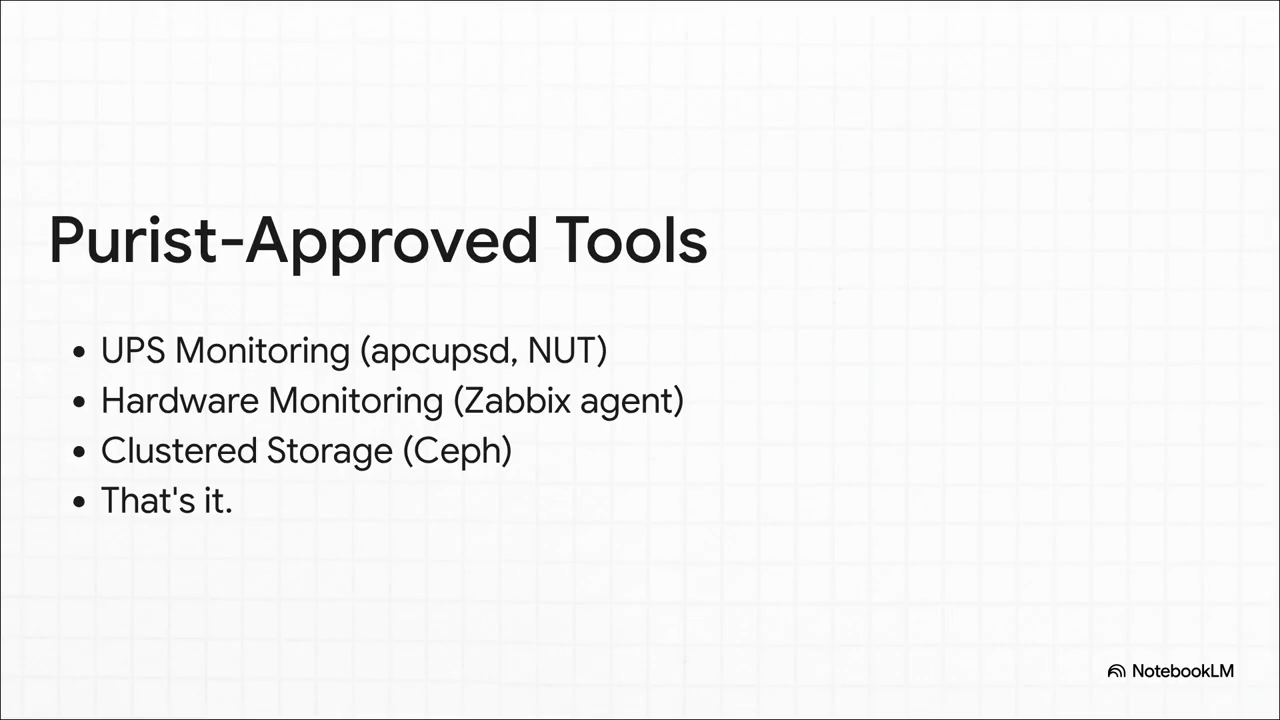 Purist-Approved Tools
• UPS Monitoring (apcupsd, NUT)
• Hardware Monitoring (Zabbix agent)
• Clustered Storage (Ceph)
• That's it.
NotebookLM